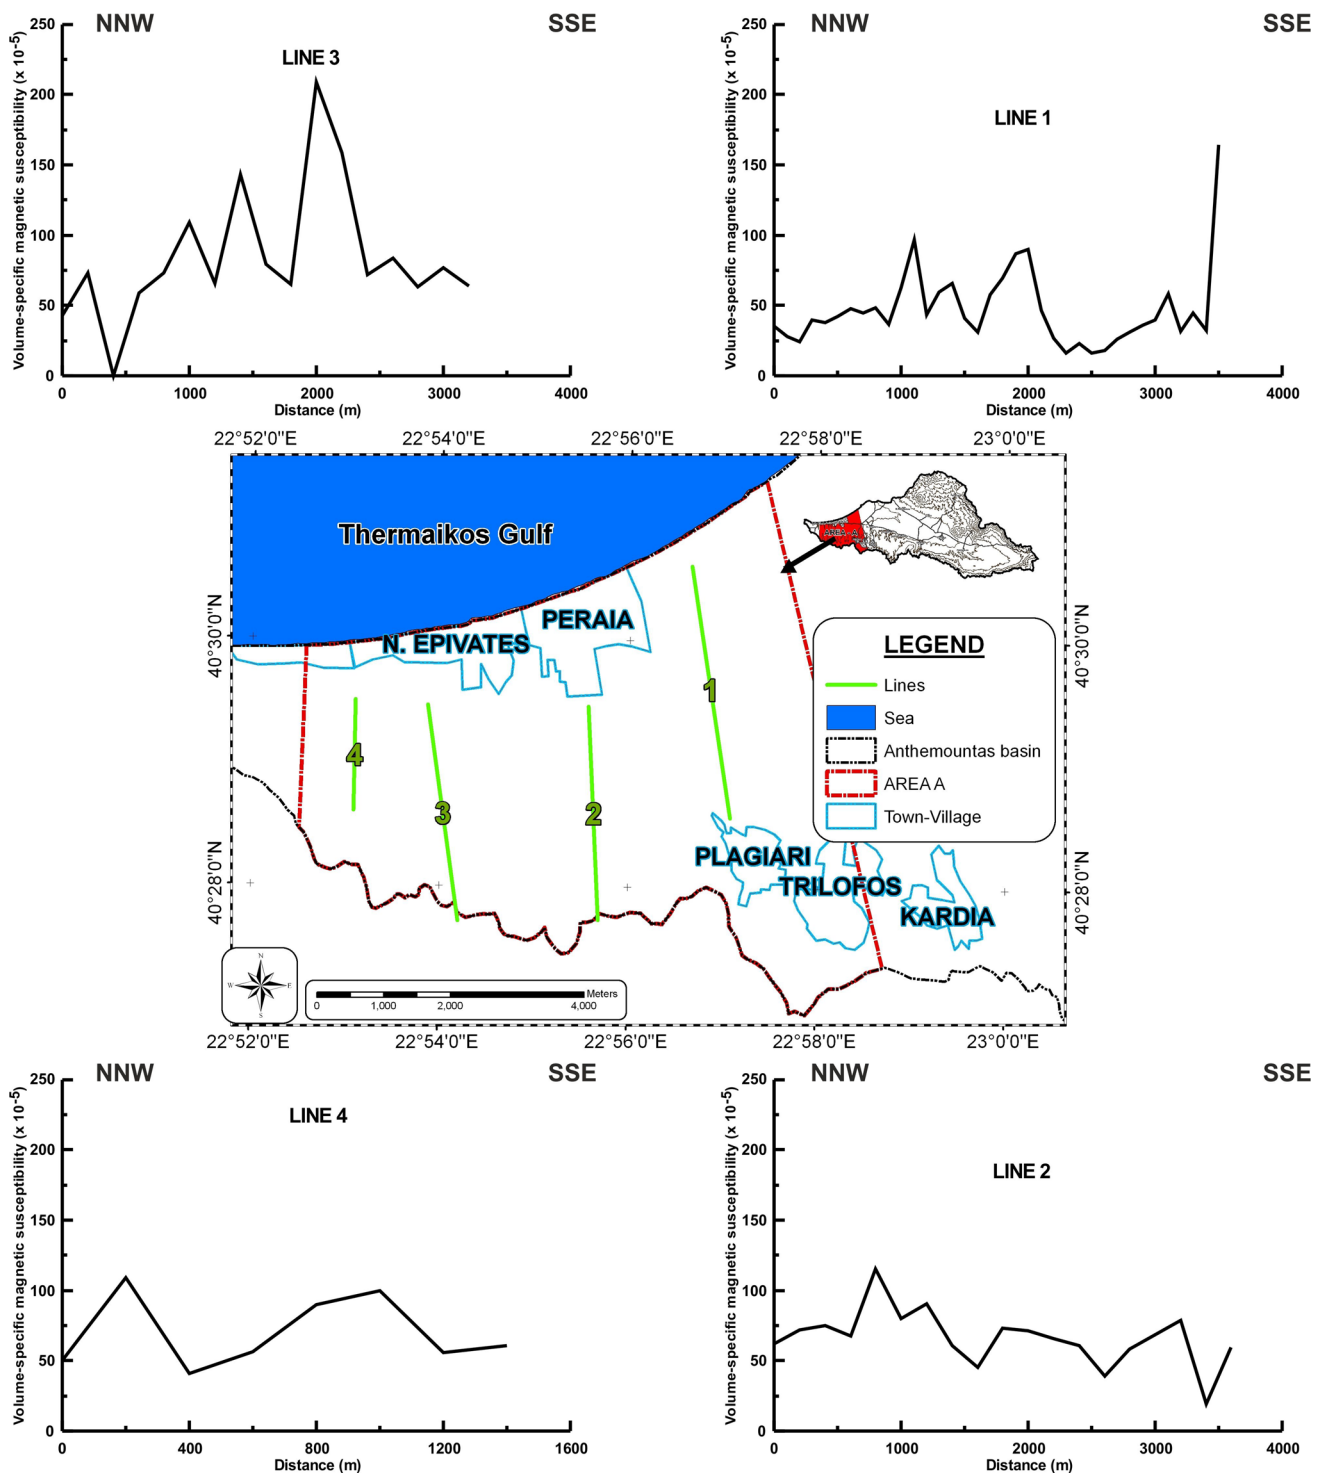 NNW
SSE
LINE 3
Volume-specific magnetic susceptibility (x 10-5)
250
200
150
100
50
0
0 1000 2000 3000 4000
Distance (m)
NNW
SSE
LINE 1
Volume-specific magnetic susceptibility (x 10-5)
250
200
150
100
50
0
0 1000 2000 3000 4000
Distance (m)
22°52'0"E 22°54'0"E 22°56'0"E 22°58'0"E 23°0'0"E
40°30'0"N
40°28'0"N
40°30'0"N
40°28'0"N
Thermaikos Gulf
AREA A
PERAIA
N. EPIVATES
1
4
3
2
PLAGIARI
TRILOFOS
KARDIA
LEGEND
Lines
Sea
Anthemountas basin
AREA A
Town-Village
N
W E
S
Meters
0 1,000 2,000 4,000
22°52'0"E 22°54'0"E 22°56'0"E 22°58'0"E 23°0'0"E
NNW
SSE
LINE 4
Volume-specific magnetic susceptibility (x 10-5)
250
200
150
100
50
0
0 400 800 1200 1600
Distance (m)
NNW
SSE
LINE 2
Volume-specific magnetic susceptibility (x 10-5)
250
200
150
100
50
0
0 1000 2000 3000 4000
Distance (m)